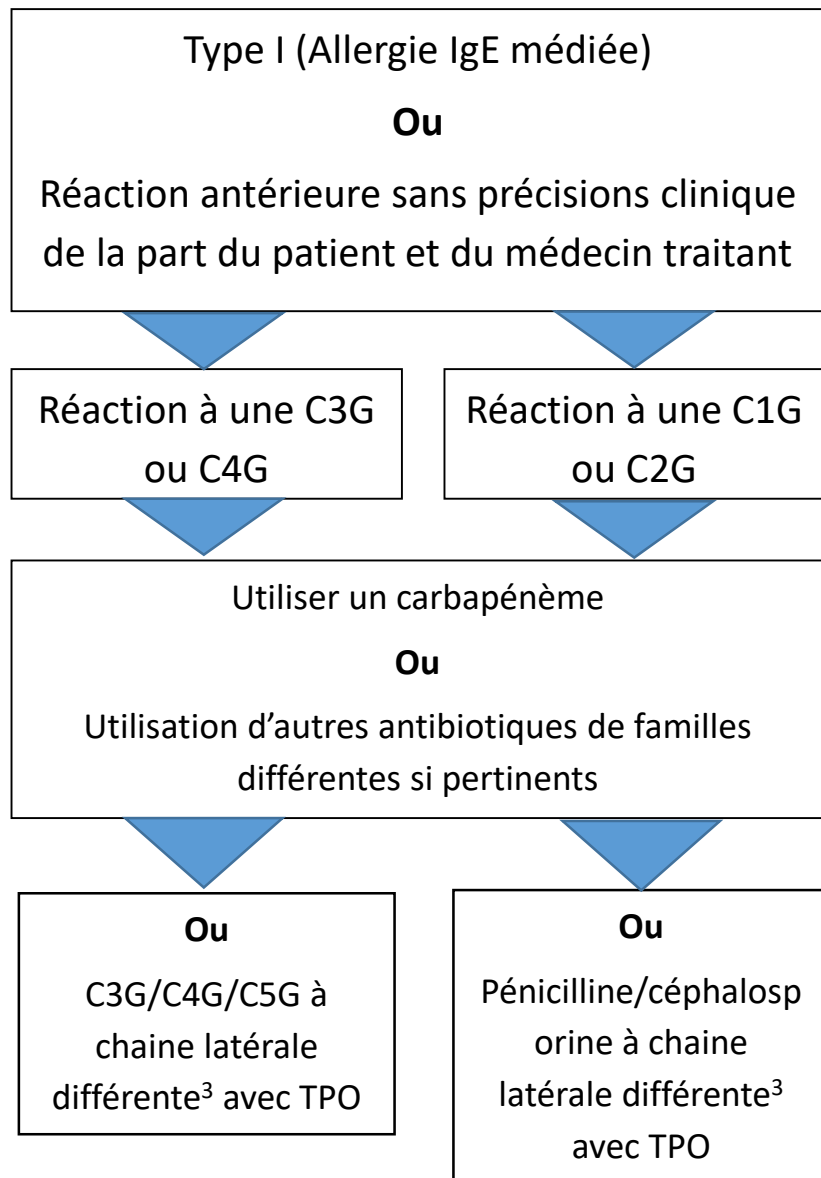 Type I (Allergie IgE médiée)
Ou
Réaction antérieure sans précisions clinique
de la part du patient et du médecin traitant
Réaction à une C3G
ou C4G
Réaction à une C1G
ou C2G
Utiliser un carbapénème
Ou
Utilisation d’autres antibiotiques de familles
différentes si pertinents
Ou
C3G/C4G/C5G à
chaine latérale
différente³ avec TPO
Ou
Pénicilline/céphalosp
orine à chaine
latérale différente³
avec TPO